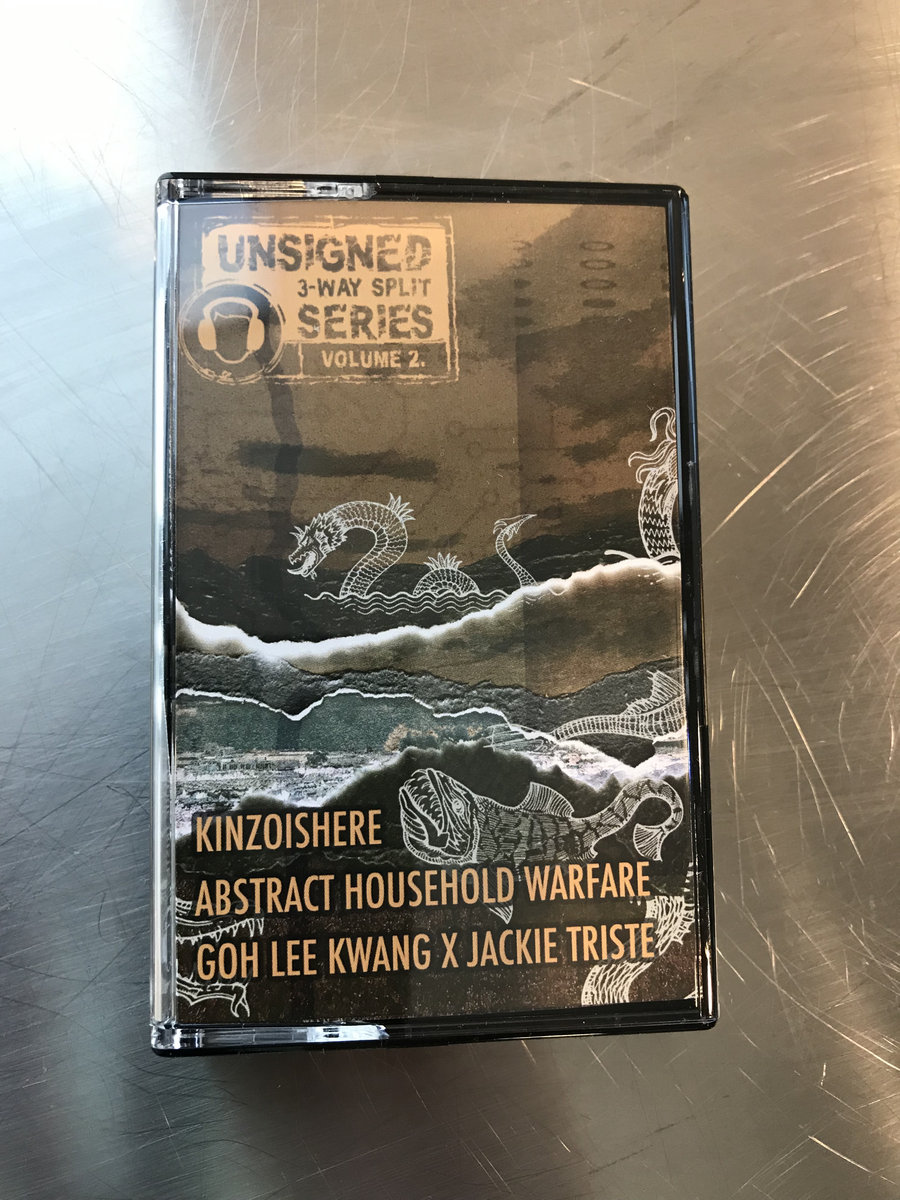 UNSIGNED
3-WAY SPLIT
SERIES
VOLUME 2.
KINZOISHERE
ABSTRACT HOUSEHOLD WARFARE
GOH LEE KWANG X JACKIE TRISTE